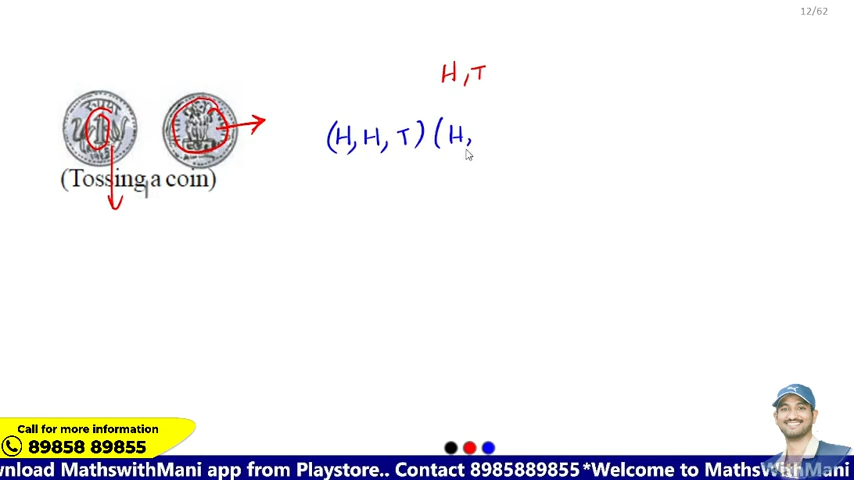 12/62
H, T
(H, H, T) (H,
(Tossing a coin)
Call for more information
89858 89855
wnload MathswithMani app from Playstore.. Contact 8985889855*Welcome to MathsWithMani